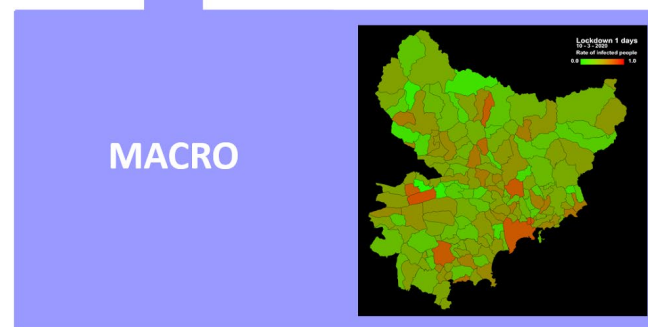 MACRO
Lockdown 1 days
10 - 3 - 2020
Rate of infected people
0.0 1.0